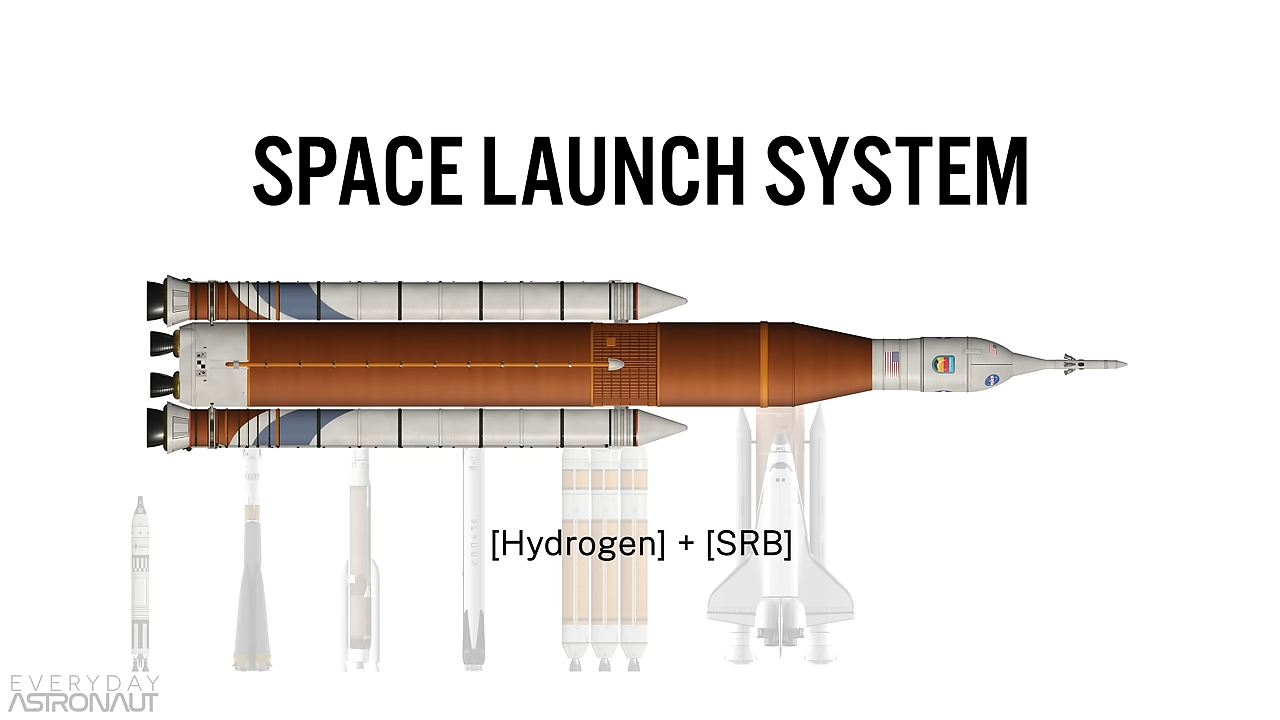 SPACE LAUNCH SYSTEM
[Hydrogen] + [SRB]
EVERYDAY
ASTRONAUT